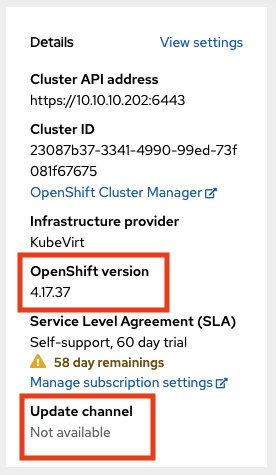 Details View settings
Cluster API address
https://10.10.10.202:6443
Cluster ID
23087b37-3341-4990-99ed-73f
081f67675
OpenShift Cluster Manager
Infrastructure provider
KubeVirt
OpenShift version
4.17.37
Service Level Agreement (SLA)
Self-support, 60 day trial
58 day remainings
Manage subscription settings
Update channel
Not available